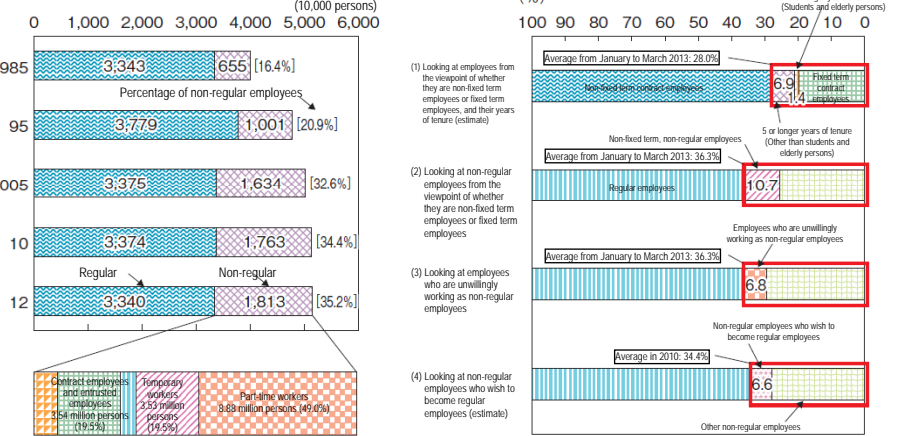 (10,000 persons)
0 1,000 2,000 3,000 4,000 5,000 6,000
985 3,343 655 [16.4%]
Percentage of non-regular employees
95 3,779 1,001 [20.9%]
005 3,375 1,634 [32.6%]
10 3,374 1,763 [34.4%]
Regular Non-regular
12 3,340 1,813 [35.2%]
Contract employees
and entrusted
employees
3.54 million persons
(19.5%)
Temporary
workers
3.53 million
persons
(19.5%)
Part-time workers
8.88 million persons (49.0%)
(Students and elderly persons)
100 90 80 70 60 50 40 30 20 10 0
(1) Looking at employees from
the viewpoint of whether
they are non-fixed term
employees or fixed term
employees, and their years
of tenure (estimate)
Average from January to March 2013: 28.0%
Non-fixed term contract employees
6.9
1.4
Fixed term
contract
employees
5 or longer years of tenure
(Other than students and
elderly persons)
Non-fixed term, non-regular employees
Average from January to March 2013: 36.3%
(2) Looking at non-regular
employees from the
viewpoint of whether
they are non-fixed term
employees or fixed term
employees
Regular employees
10.7
Employees who are unwillingly
working as non-regular employees
Average from January to March 2013: 36.3%
(3) Looking at employees
who are unwillingly
working as non-regular
employees
6.8
Non-regular employees who wish to
become regular employees
Average in 2010: 34.4%
(4) Looking at non-regular
employees who wish to
become regular
employees (estimate)
6.6
Other non-regular employees